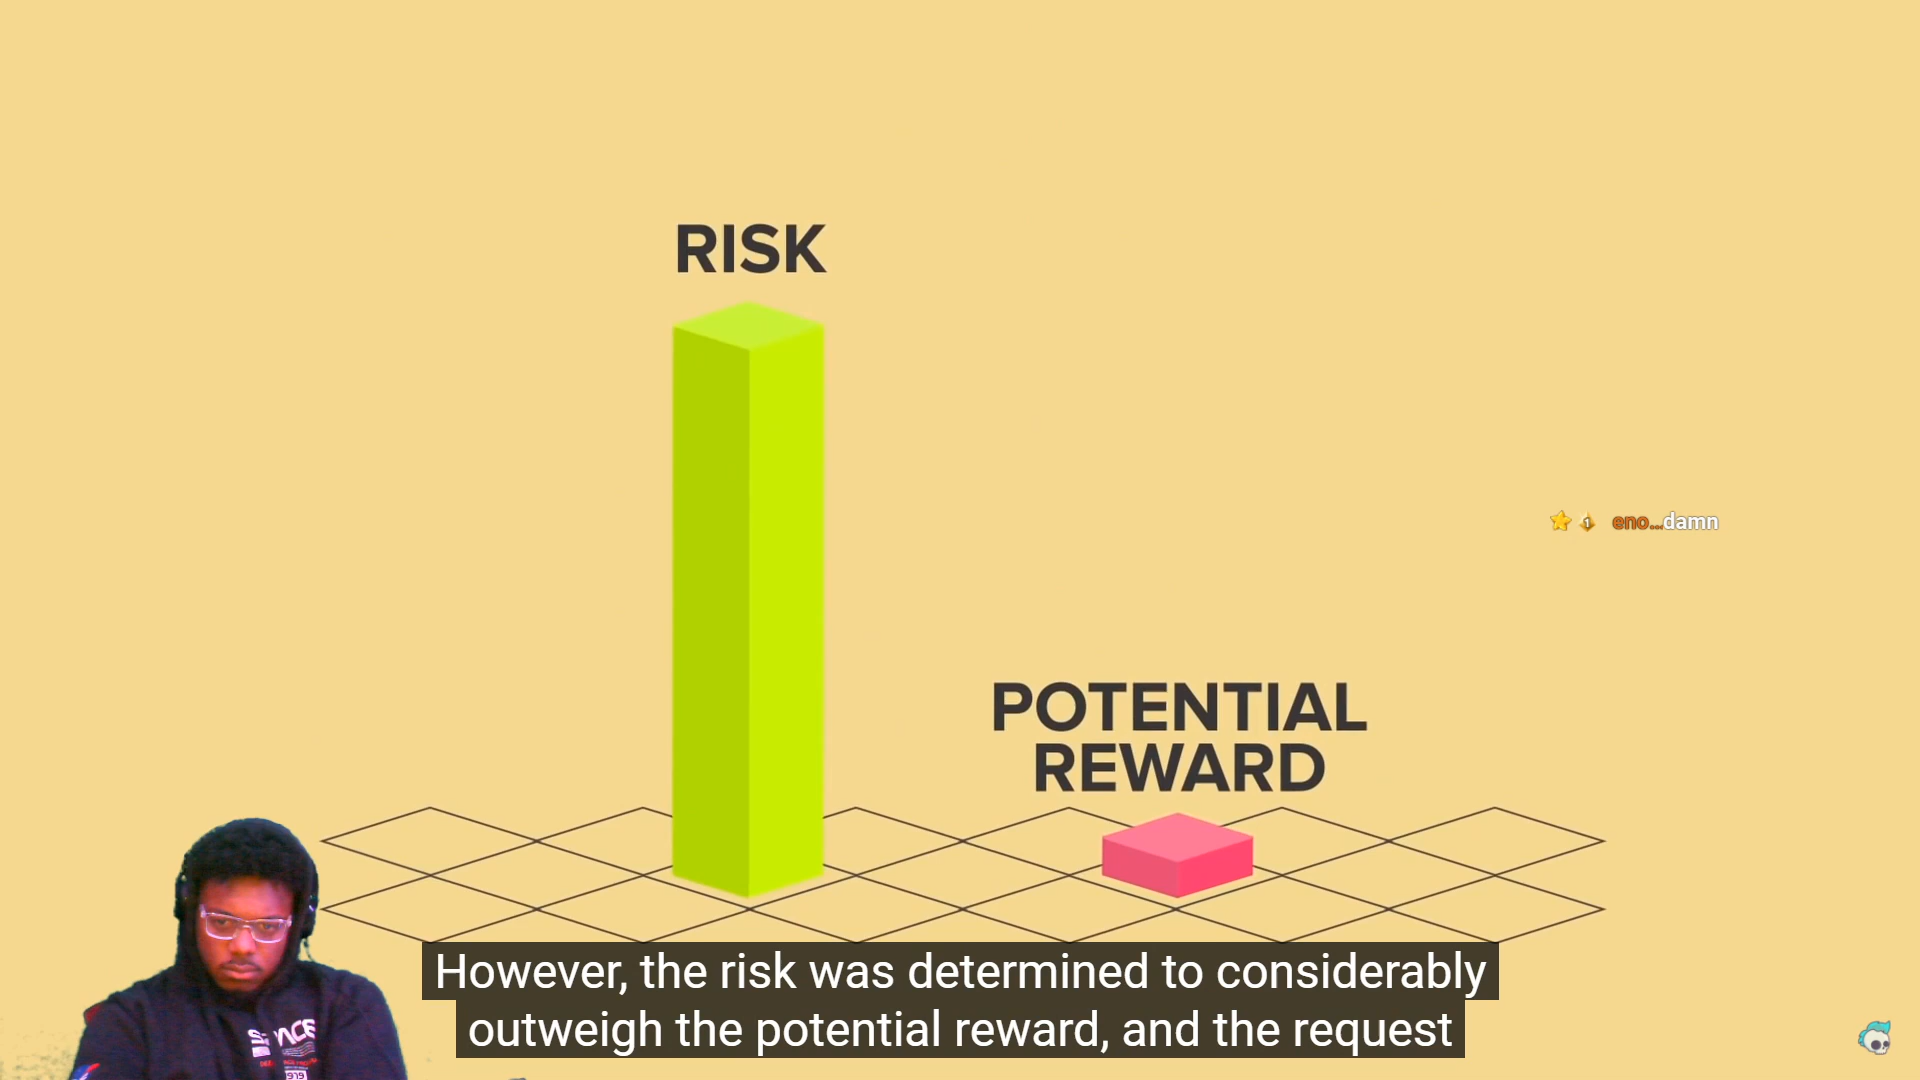 RISK
eno...damn
POTENTIAL
REWARD
However, the risk was determined to considerably
outweigh the potential reward, and the request